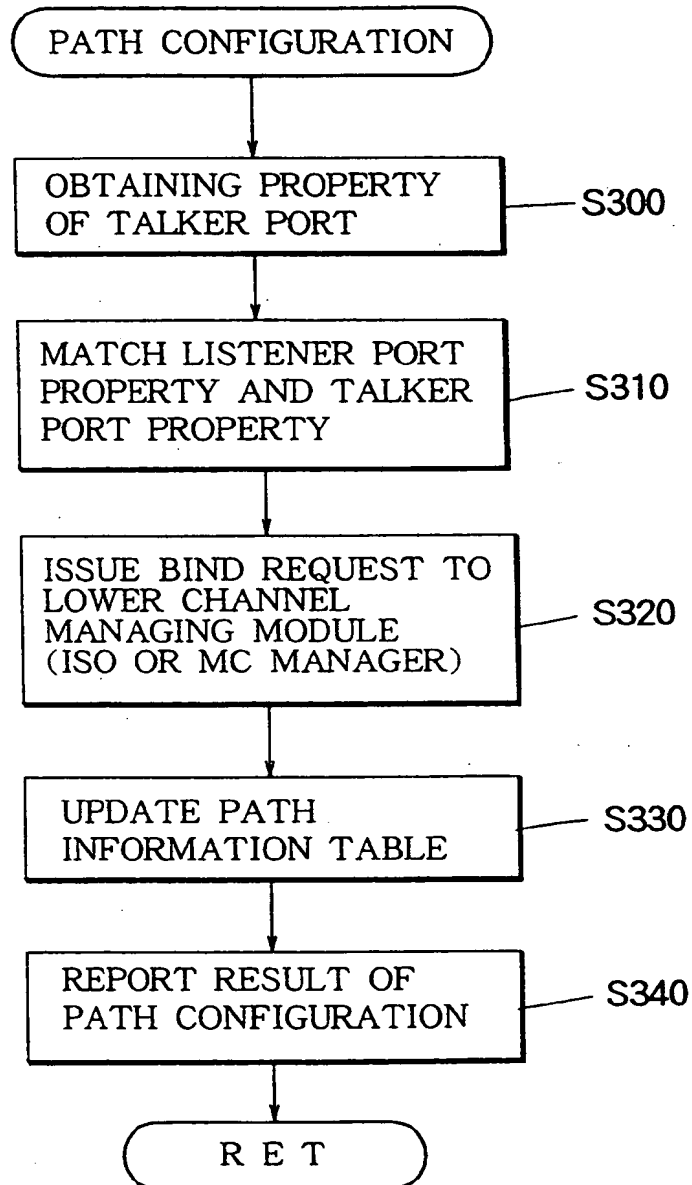 PATH CONFIGURATION
OBTAINING PROPERTY
OF TALKER PORT
S300
MATCH LISTENER PORT
PROPERTY AND TALKER
PORT PROPERTY
S310
ISSUE BIND REQUEST TO
LOWER CHANNEL
MANAGING MODULE
(ISO OR MC MANAGER)
S320
UPDATE PATH
INFORMATION TABLE
S330
REPORT RESULT OF
PATH CONFIGURATION
S340
R E T